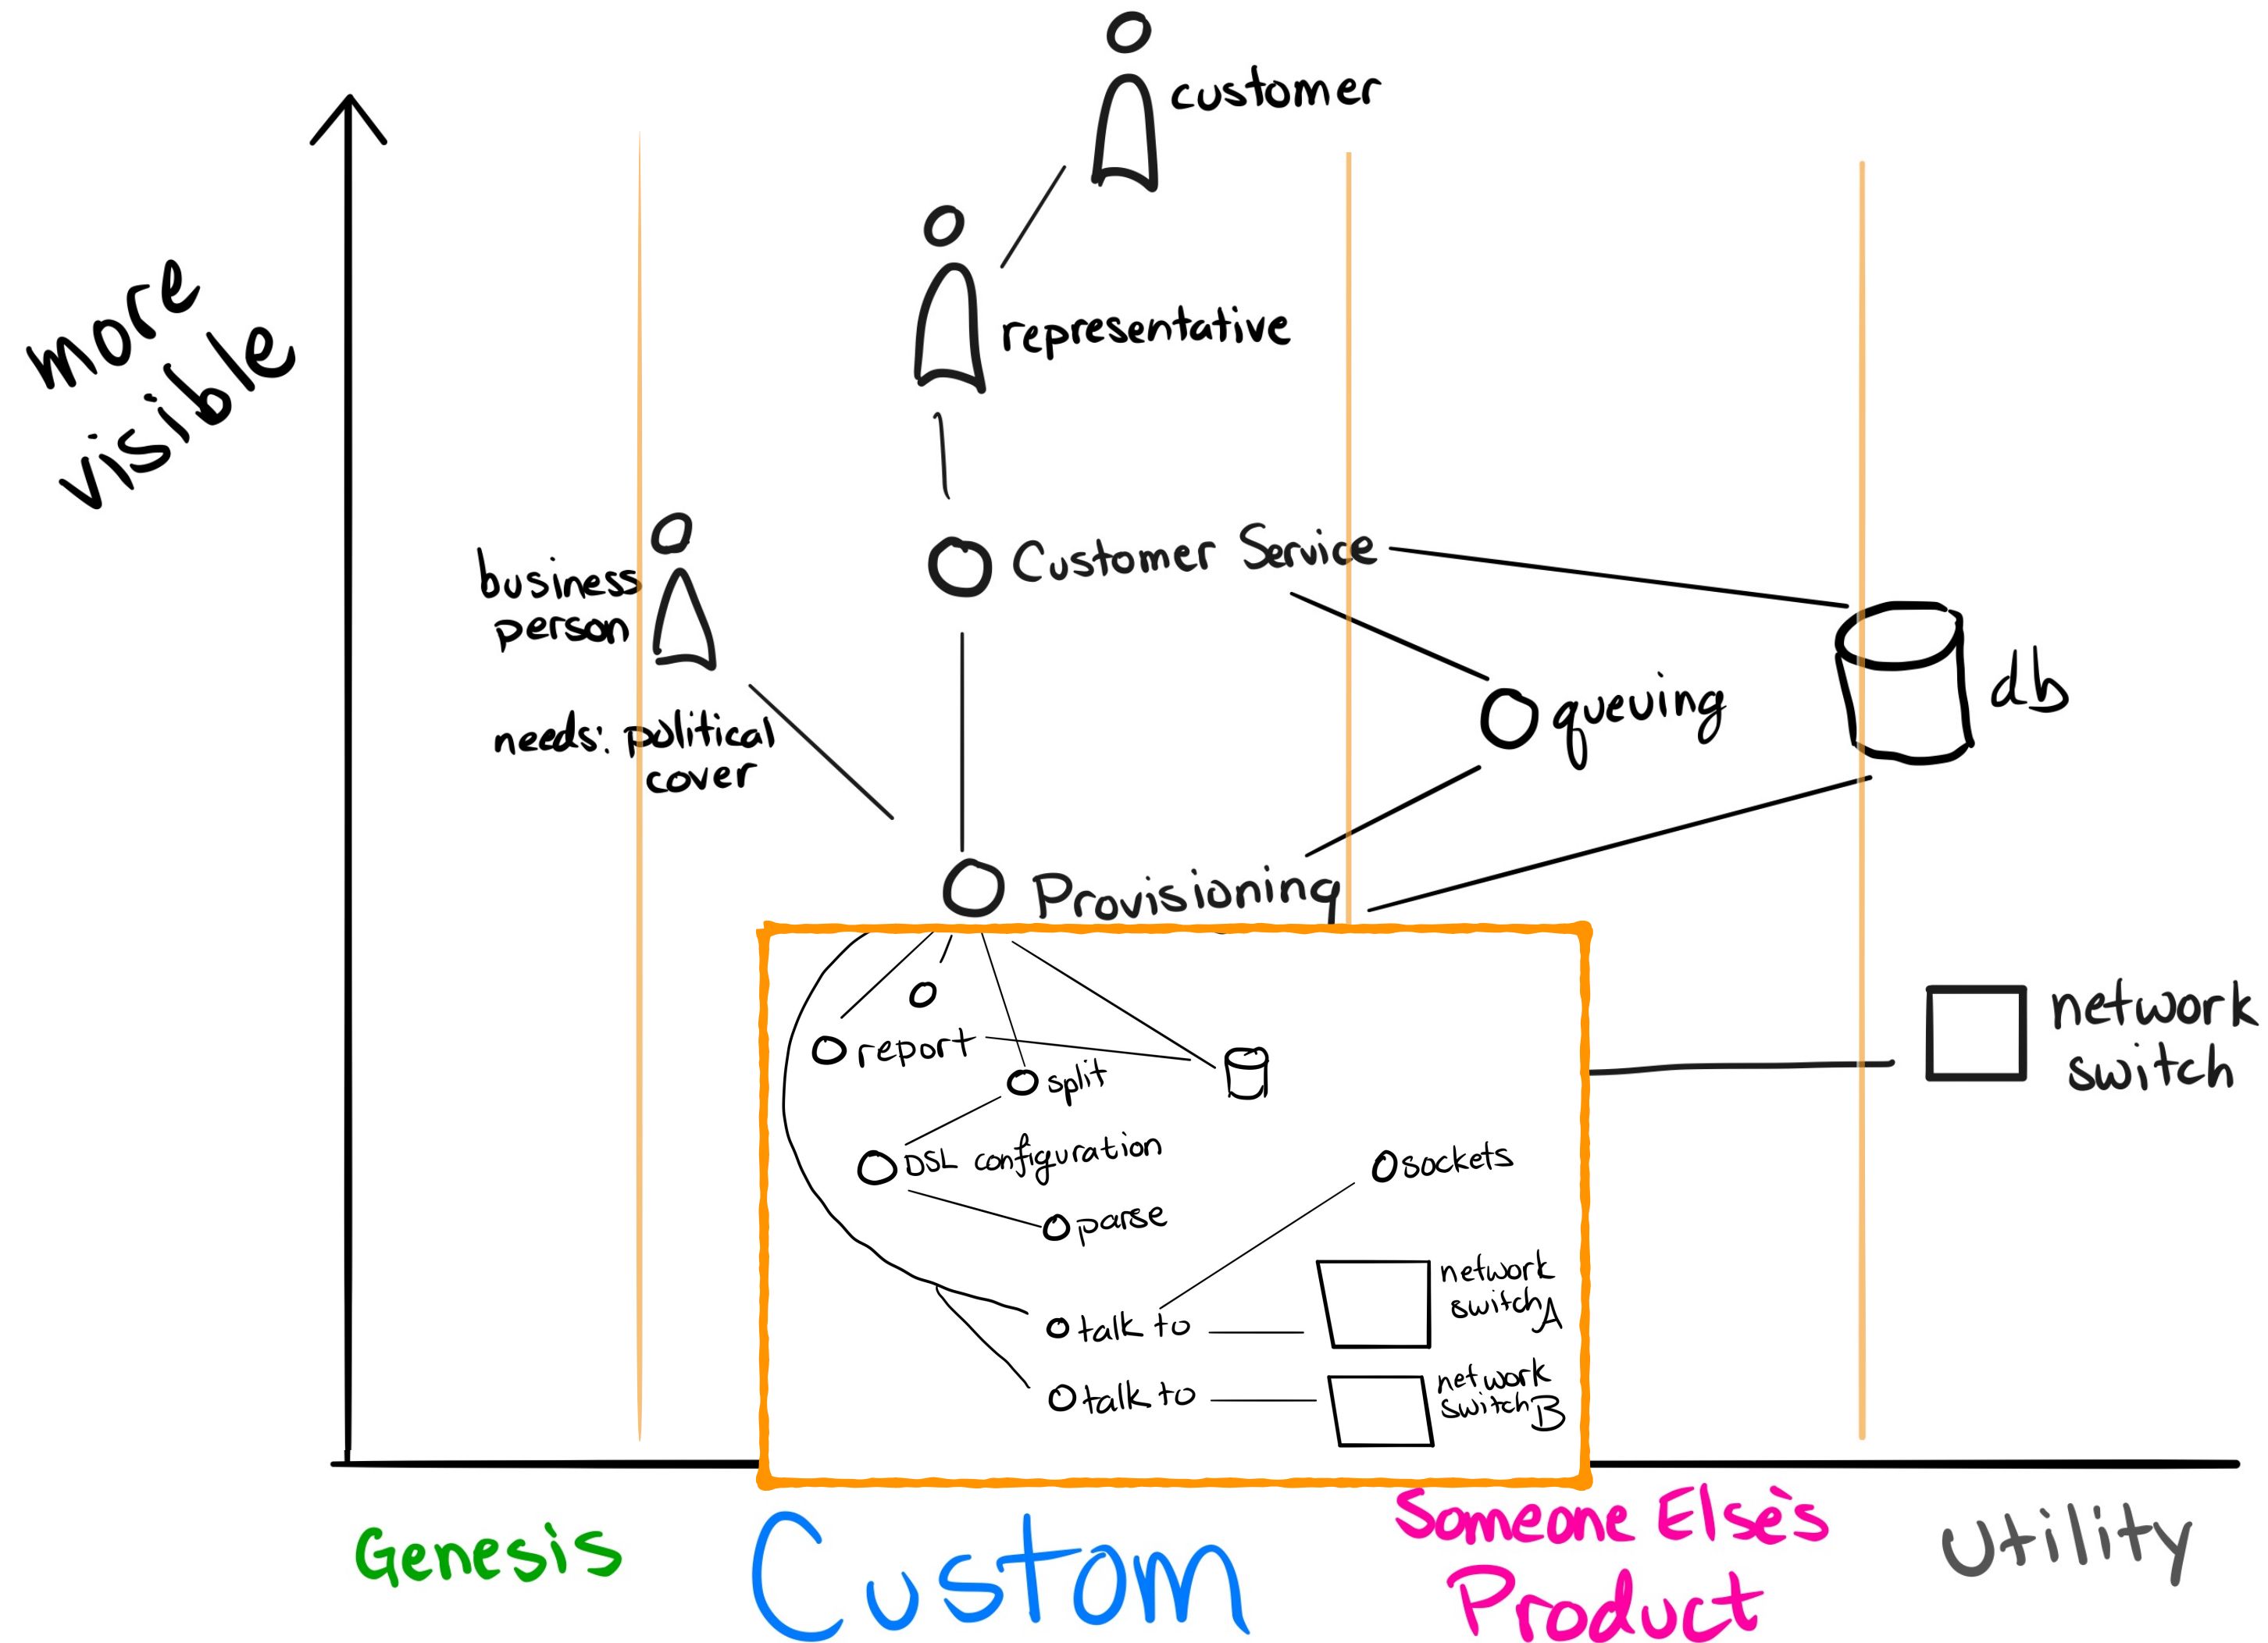 customer
more
visible
representative
business
person
Customer Service
needs: political
cover
queuing
db
Provisioning
network
switch
report
split
DSL configuration
sockets
parse
network
switch A
talk to
network
switch B
talk to
Genesis
Custom
Someone Else's
Product
Utility